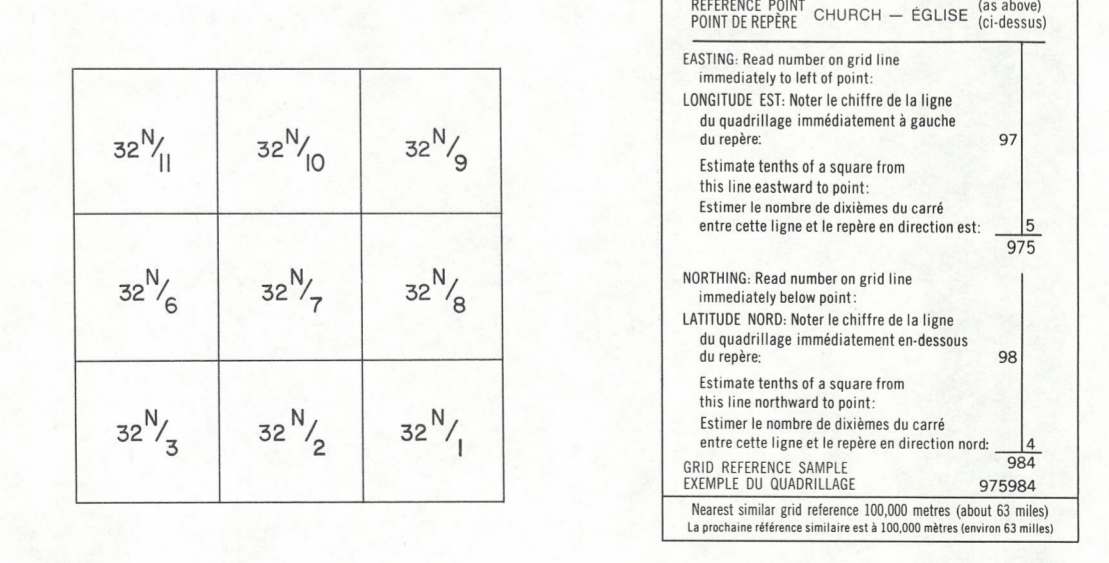 32 N/11 32 N/10 32 N/9
32 N/6 32 N/7 32 N/8
32 N/3 32 N/2 32 N/1
REFERENCE POINT
POINT DE REPÈRE
CHURCH — ÉGLISE
(as above)
(ci-dessus)
EASTING: Read number on grid line
immediately to left of point:
LONGITUDE EST: Noter le chiffre de la ligne
du quadrillage immédiatement à gauche
du repère: 97
Estimate tenths of a square from
this line eastward to point:
Estimer le nombre de dixièmes du carré
entre cette ligne et le repère en direction est: 5
975
NORTHING: Read number on grid line
immediately below point:
LATITUDE NORD: Noter le chiffre de la ligne
du quadrillage immédiatement en-dessous
du repère: 98
Estimate tenths of a square from
this line northward to point:
Estimer le nombre de dixièmes du carré
entre cette ligne et le repère en direction nord: 4
984
GRID REFERENCE SAMPLE
EXEMPLE DU QUADRILLAGE 975984
Nearest similar grid reference 100,000 metres (about 63 miles)
La prochaine référence similaire est à 100,000 mètres (environ 63 milles)